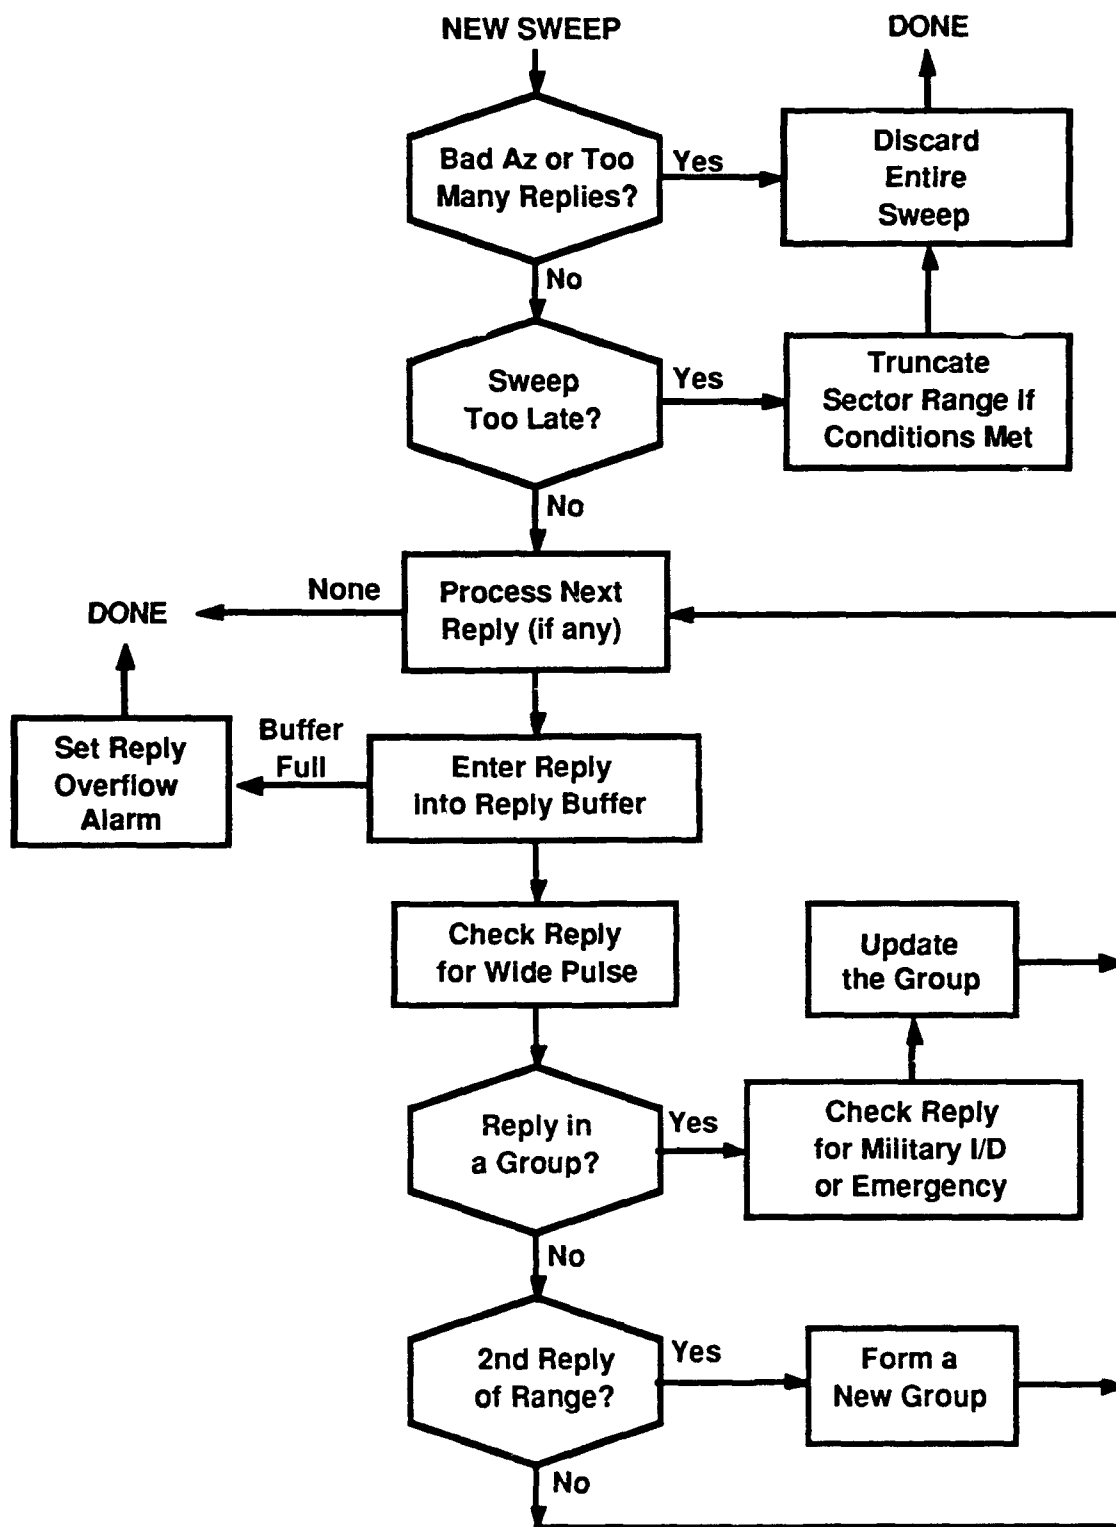 NEW SWEEP
DONE
Bad Az or Too
Many Replies?
Yes
Discard
Entire
Sweep
No
Sweep
Too Late?
Yes
Truncate
Sector Range if
Conditions Met
No
None
Process Next
Reply (if any)
DONE
Set Reply
Overflow
Alarm
Buffer
Full
Enter Reply
into Reply Buffer
Check Reply
for Wide Pulse
Update
the Group
Reply in
a Group?
Yes
Check Reply
for Military I/D
or Emergency
No
2nd Reply
of Range?
Yes
Form a
New Group
No